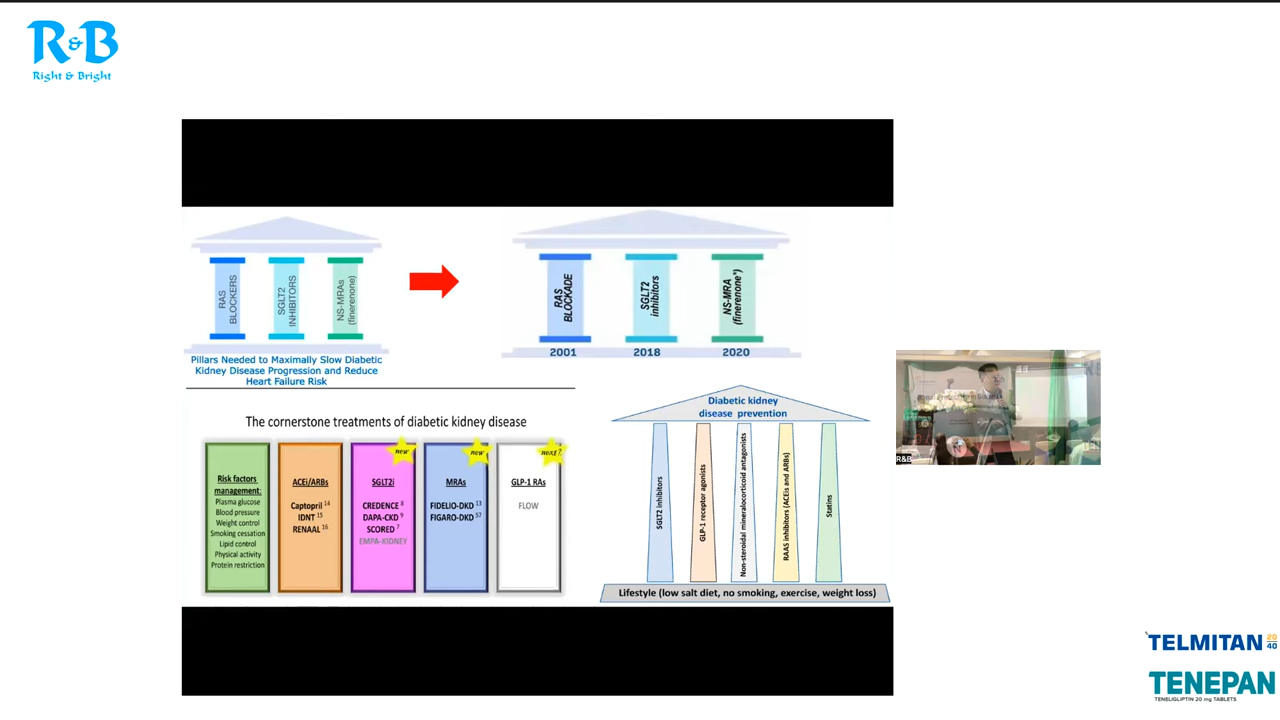 R&B
Right & Bright
RAS
BLOCKERS
SGLT2
INHIBITORS
NS-MRAs
(finerenone)
Pillars Needed to Maximally Slow Diabetic
Kidney Disease Progression and Reduce
Heart Failure Risk
RAS
BLOCKADE
SGLT2
inhibitors
NS-MRA
(finerenone*)
2001
2018
2020
The cornerstone treatments of diabetic kidney disease
Risk factors
management:
Plasma glucose
Blood pressure
Weight control
Smoking cessation
Lipid control
Physical activity
Protein restriction
ACEi/ARBs
Captopril 14
IDNT 15
RENAAL 16
new
SGLT2i
CREDENCE 8
DAPA-CKD 9
SCORED 7
EMPA-KIDNEY
new
MRAs
FIDELIO-DKD 13
FIGARO-DKD 57
next?
GLP-1 RAs
FLOW
Diabetic kidney
disease prevention
SGLT2 inhibitors
GLP-1 receptor agonists
Non-steroidal mineralocorticoid antagonists
RAAS inhibitors (ACEis and ARBs)
Statins
Lifestyle (low salt diet, no smoking, exercise, weight loss)
R&B
TELMITAN 20
40
TENEPAN
TENELIGLIPTIN 20 mg TABLETS